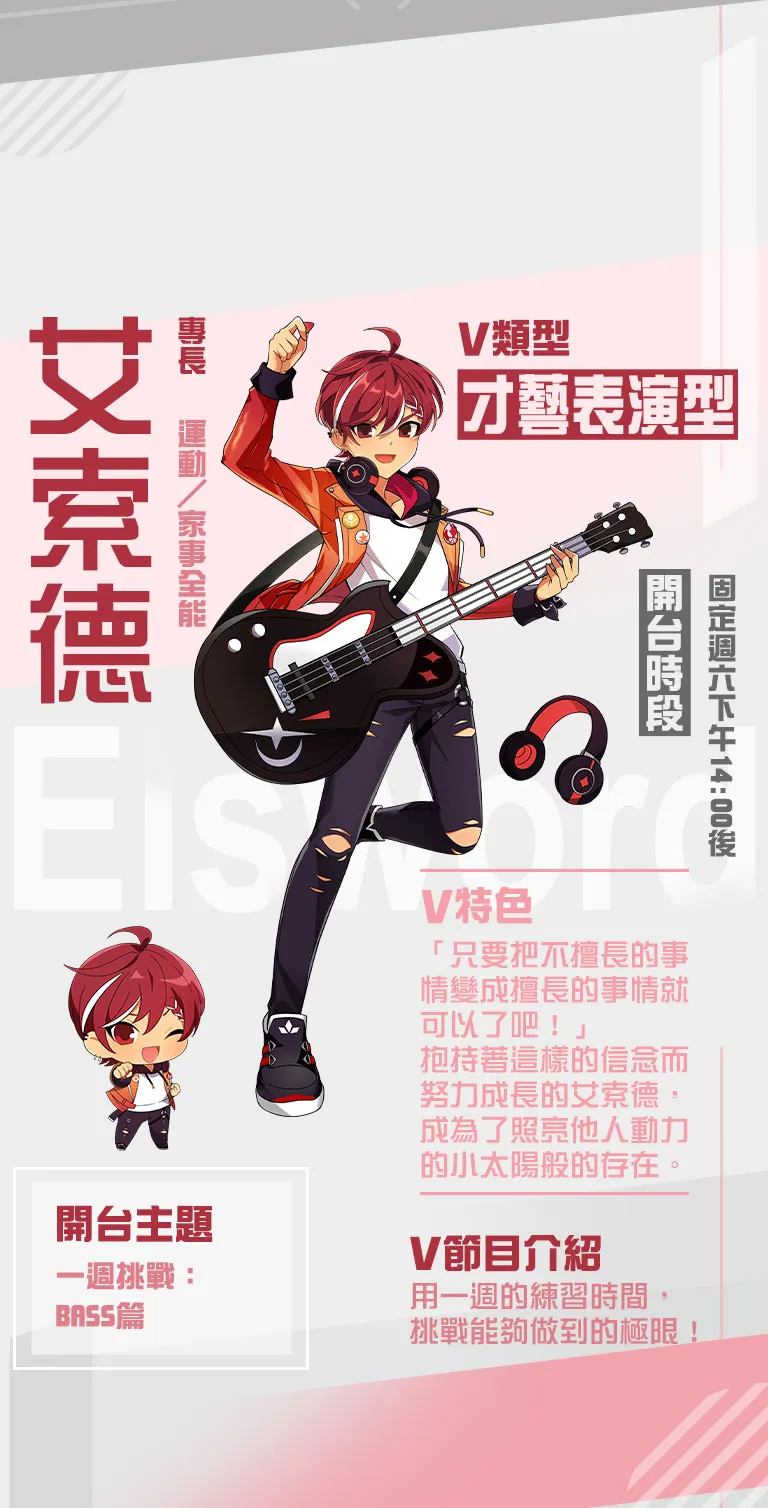 艾索德
專長
運動／家事全能
V類型
才藝表演型
開台時段
固定週六下午14:00後
Elsword
V特色
「只要把不擅長的事
情變成擅長的事情就
可以了吧！」
抱持著這樣的信念而
努力成長的艾索德，
成為了照亮他人動力
的小太陽般的存在。
開台主題
一週挑戰：
BASS篇
V節目介紹
用一週的練習時間，
挑戰能夠做到的極限！